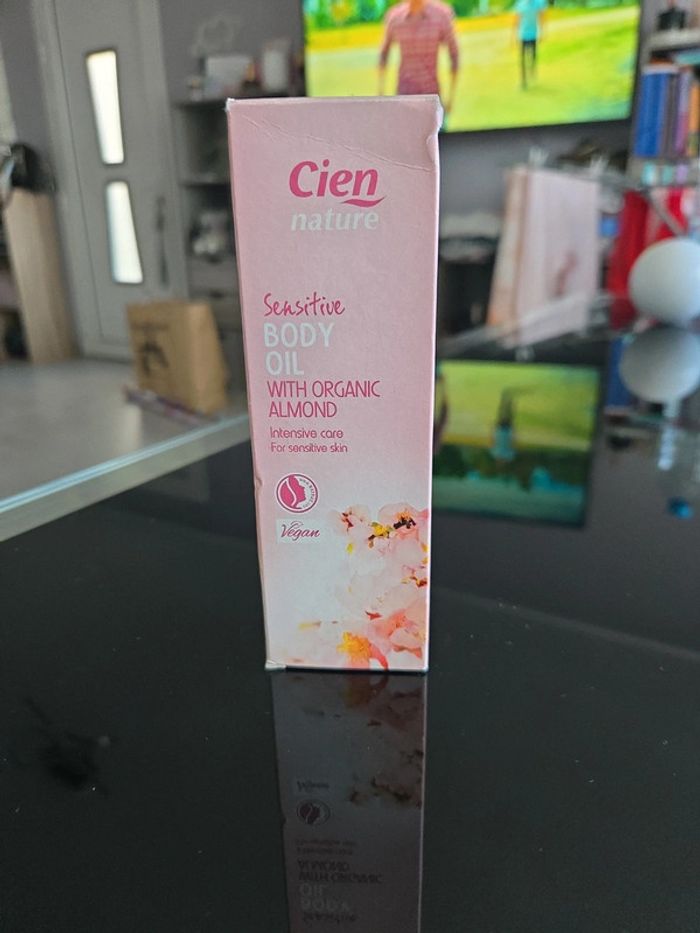 Cien
nature
Sensitive
BODY
OIL
WITH ORGANIC
ALMOND
Intensive care
For sensitive skin
Vegan